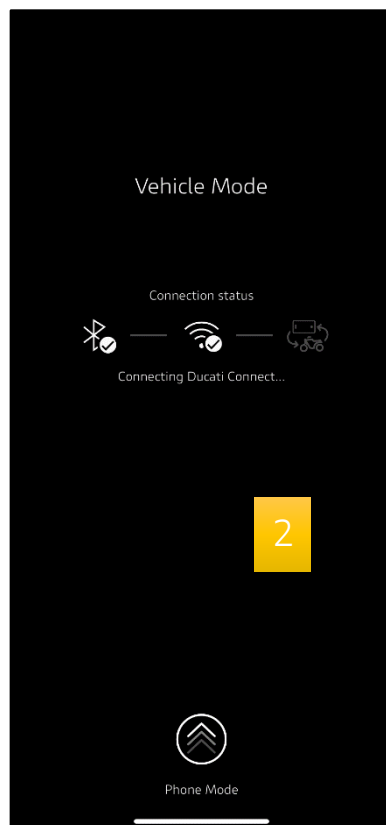 Vehicle Mode
Connection status
Connecting Ducati Connect...
2
Phone Mode